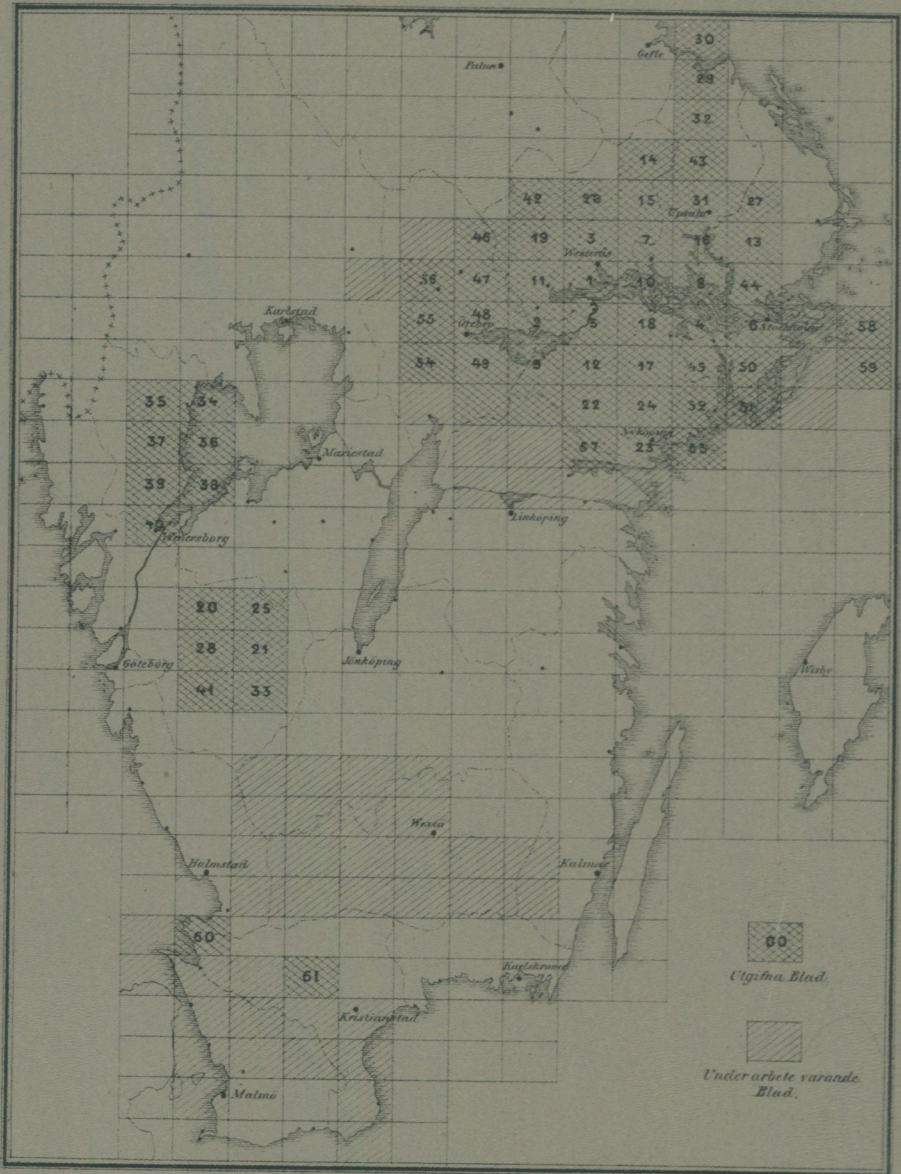 30
Gefle
Falun
29
32
14 43
42 26 15 31 27
Upsala
46 19 3 7 16 13
Westerås
36 47 11 1 10 8 44
Karlstad
55 48 2 5 18 4 6 Stockholm 58
Örebro
54 49 9 12 17 45 50 59
35 34
22 24 52 51
37 36
Nyköping
57 23 53
Mariestad
39 38
Linköping
40
Wenersborg
20 25
28 21
Göteborg
Jönköping
Wisby
41 33
Wexiö
Halmstad
Kalmar
60
00
Karlskrona
61
Utgifna Blad.
Kristianstad
Under arbete varande
Blad.
Malmö